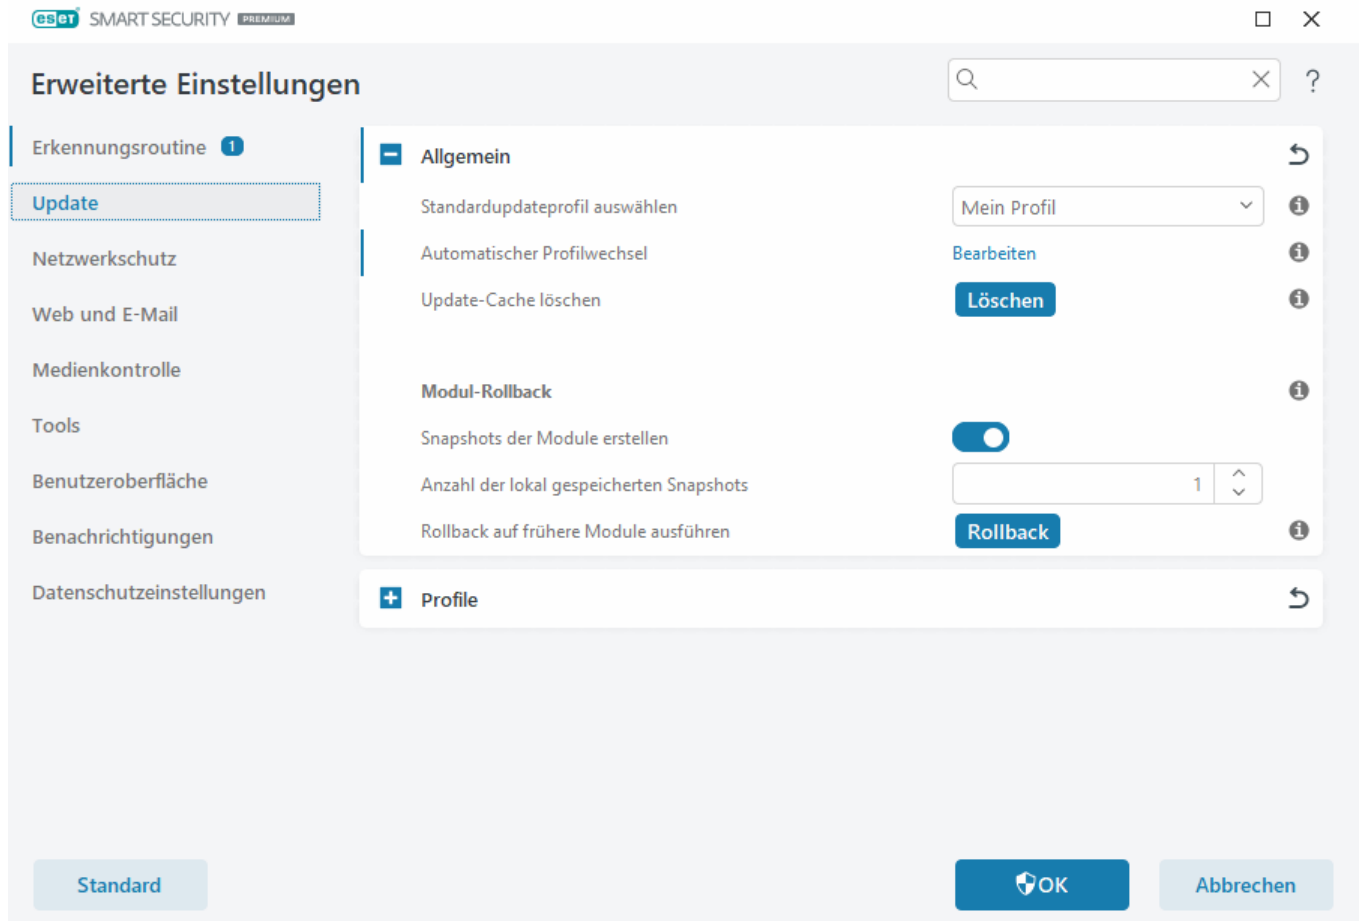 eset SMART SECURITY PREMIUM
Erweiterte Einstellungen
?
Erkennungsroutine 1
Update
Netzwerkschutz
Web und E-Mail
Medienkontrolle
Tools
Benutzeroberfläche
Benachrichtigungen
Datenschutzeinstellungen
Allgemein
Standardupdateprofil auswählen Mein Profil
Automatischer Profilwechsel Bearbeiten
Update-Cache löschen Löschen
Modul-Rollback
Snapshots der Module erstellen
Anzahl der lokal gespeicherten Snapshots 1
Rollback auf frühere Module ausführen Rollback
Profile
Standard OK Abbrechen